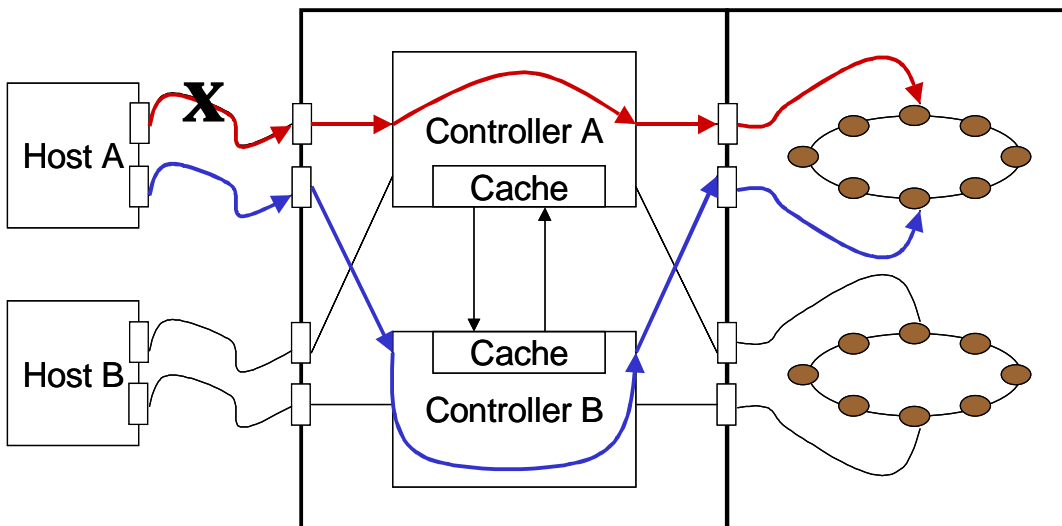 X
Host A
Controller A
Cache
Cache
Host B
Controller B